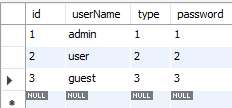 id userName type password
1 admin 1 1
2 user 2 2
3 guest 3 3
NULL NULL NULL NULL